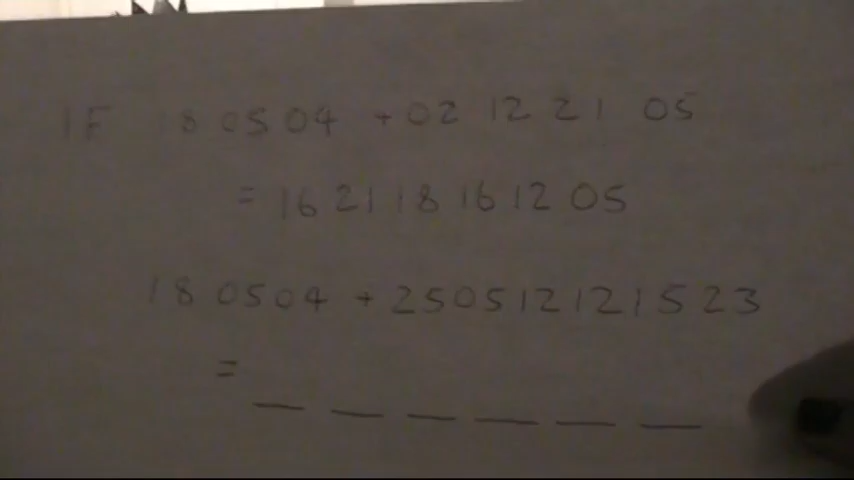 IF 18 05 04 + 02 12 21 05
= 16 21 18 16 12 05
18 05 04 + 25 05 12 12 15 23
= _ _ _ _ _ _